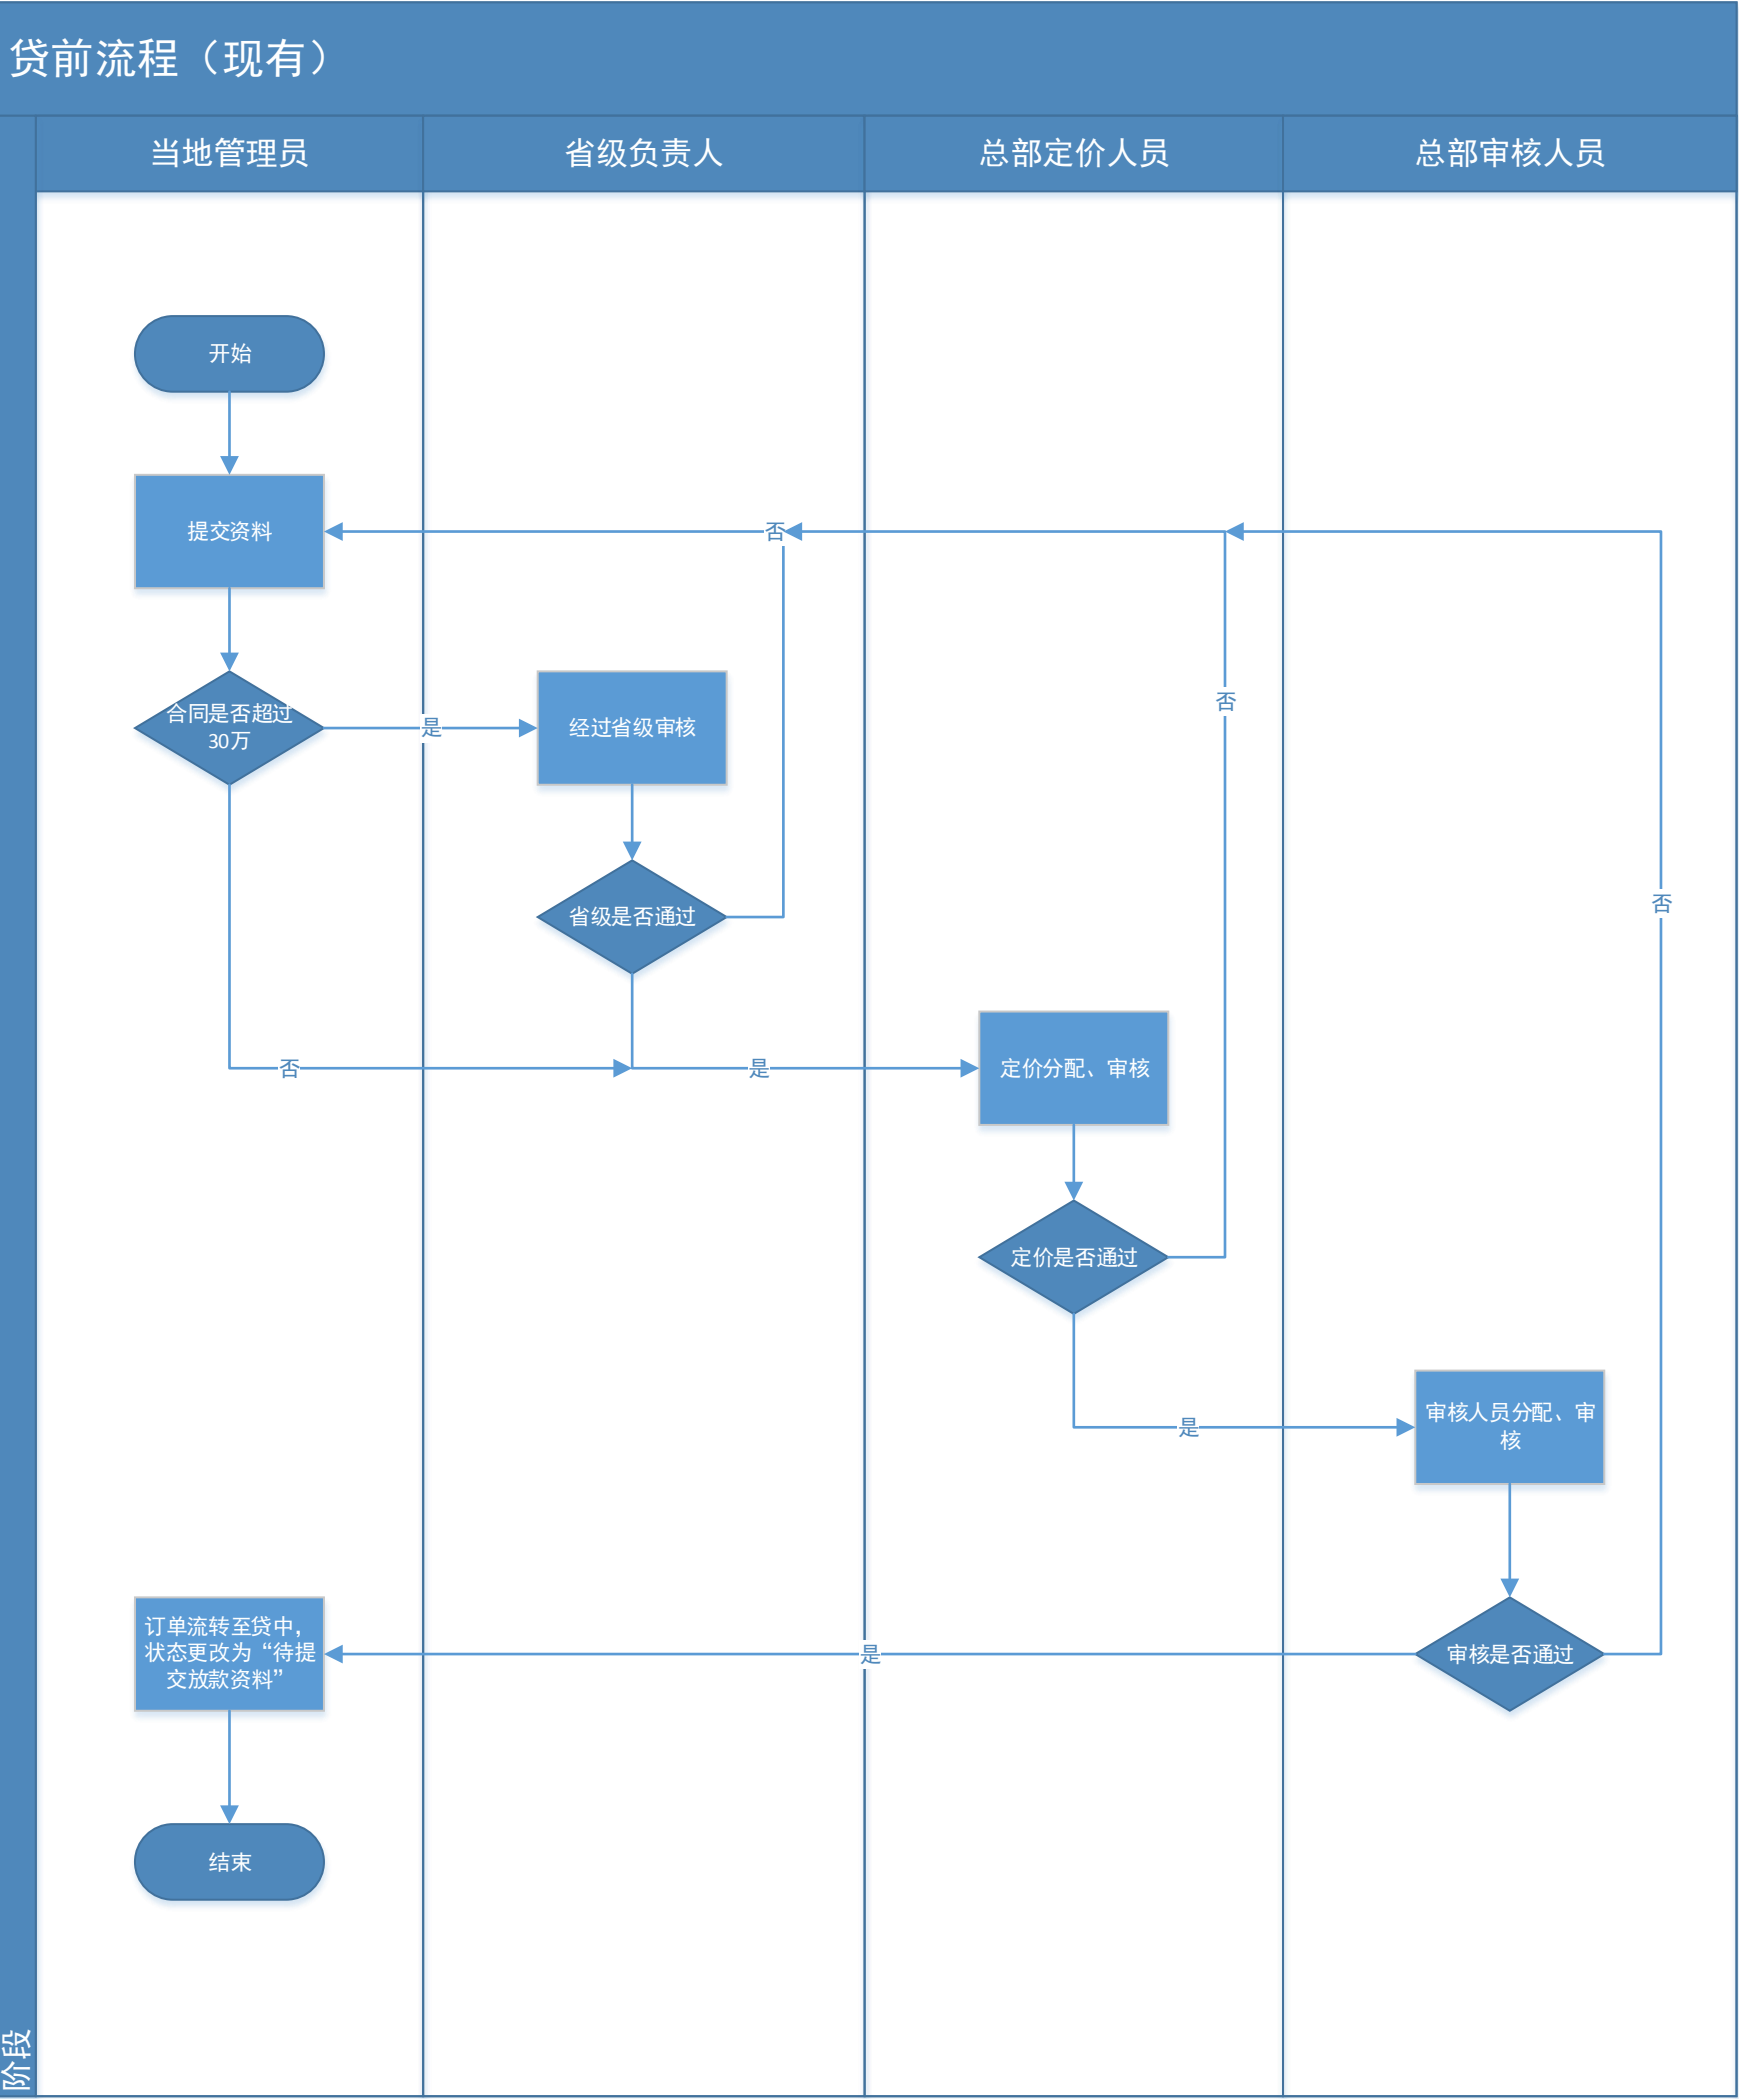 贷前流程（现有）
当地管理员
省级负责人
总部定价人员
总部审核人员
开始
提交资料
否
合同是否超过
30万
是
经过省级审核
否
否
省级是否通过
否
是
定价分配、审核
定价是否通过
是
审核人员分配、审
核
订单流转至贷中，
状态更改为“待提
交放款资料”
是
审核是否通过
结束
阶段